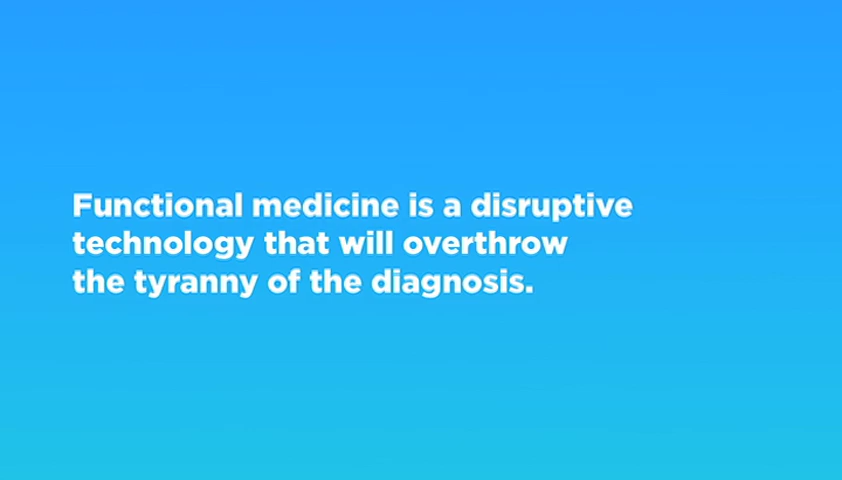 Functional medicine is a disruptive
technology that will overthrow
the tyranny of the diagnosis.